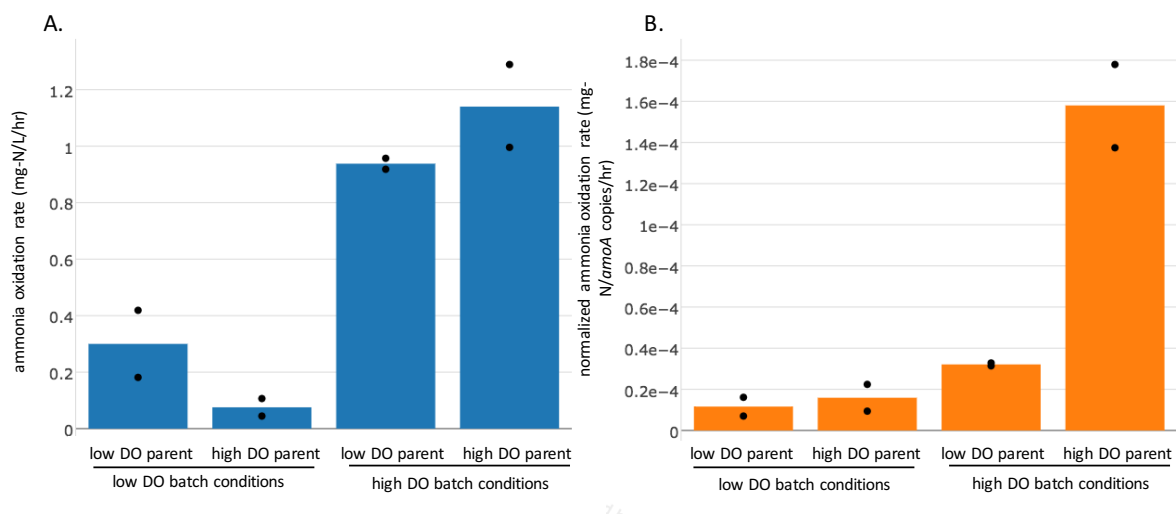 A.
ammonia oxidation rate (mg-N/L/hr)
1.2
1
0.8
0.6
0.4
0.2
0
low DO parent high DO parent low DO parent high DO parent
low DO batch conditions high DO batch conditions
B.
normalized ammonia oxidation rate (mg-
N/amoA copies/hr)
1.8e−4
1.6e−4
1.4e−4
1.2e−4
1e−4
0.8e−4
0.6e−4
0.4e−4
0.2e−4
0
low DO parent high DO parent low DO parent high DO parent
low DO batch conditions high DO batch conditions